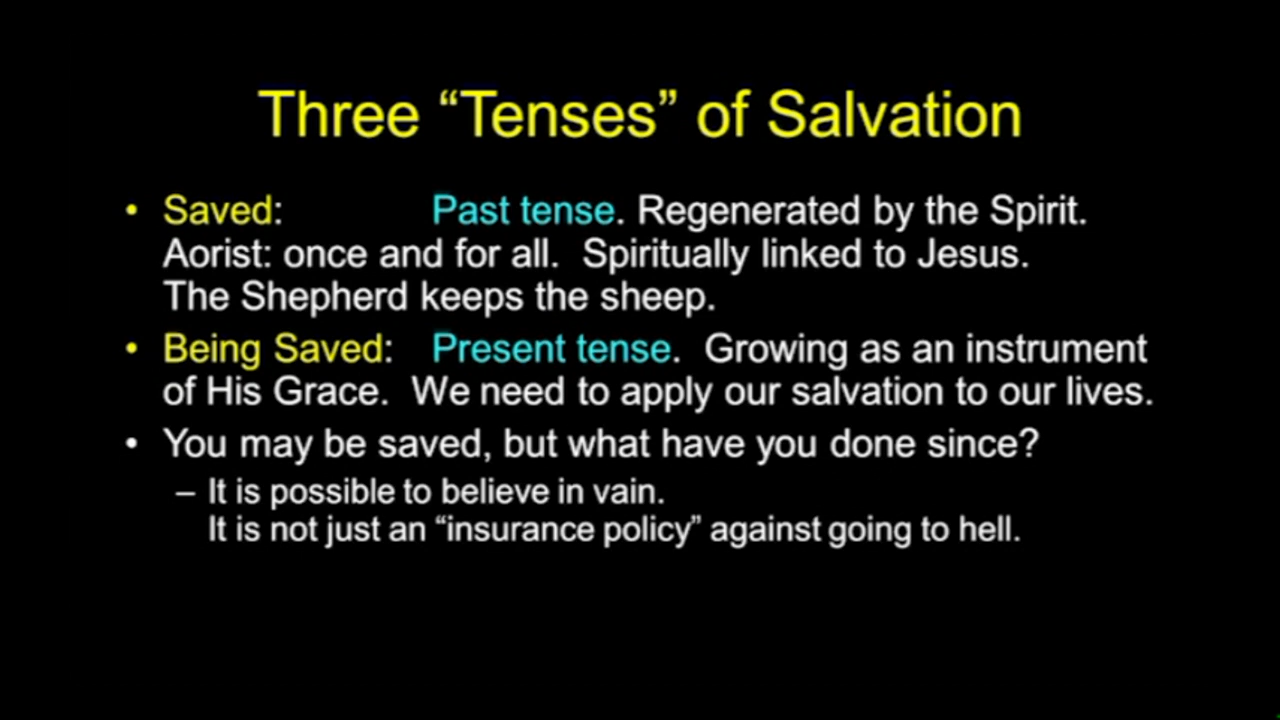 Three “Tenses” of Salvation
• Saved: Past tense. Regenerated by the Spirit.
Aorist: once and for all. Spiritually linked to Jesus.
The Shepherd keeps the sheep.
• Being Saved: Present tense. Growing as an instrument
of His Grace. We need to apply our salvation to our lives.
• You may be saved, but what have you done since?
– It is possible to believe in vain.
It is not just an “insurance policy” against going to hell.